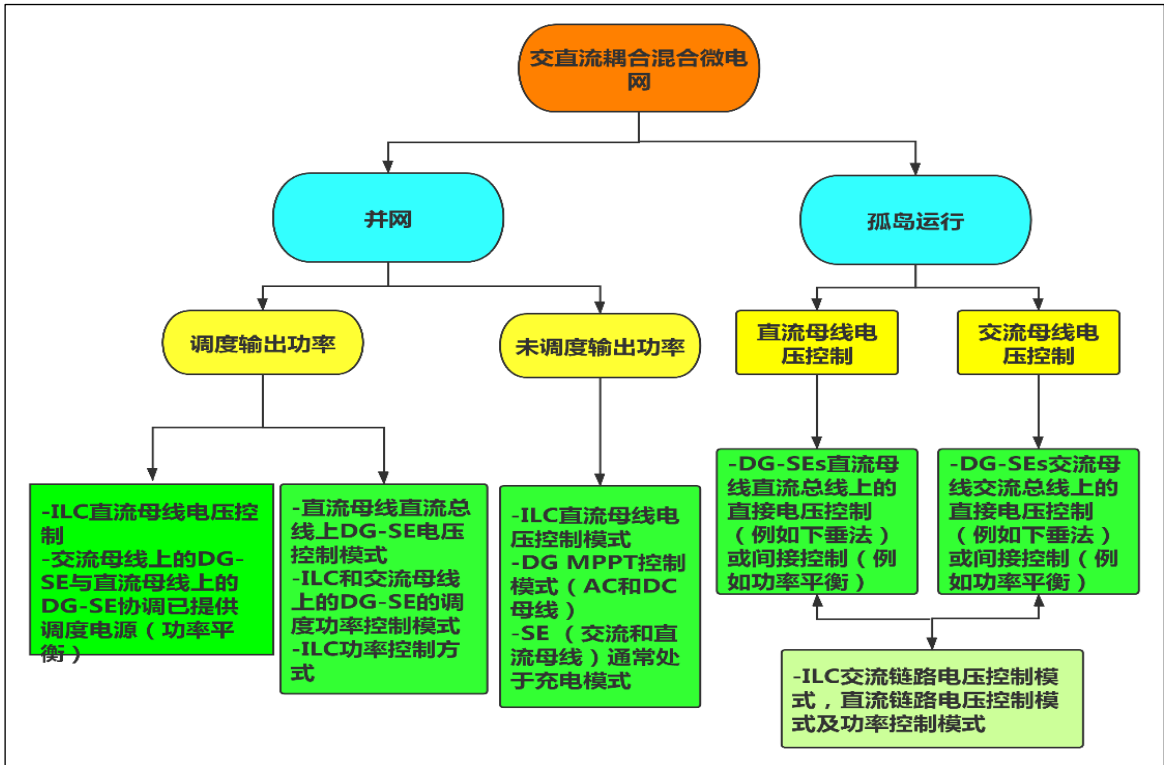 交直流耦合混合微电
网
并网
孤岛运行
调度输出功率
未调度输出功率
直流母线电
压控制
交流母线电
压控制
-ILC直流母线电压控
制
-交流母线上的DG-
SE与直流母线上的
DG-SE协调已提供
调度电源（功率平
衡）
-直流母线直流总
线上DG-SE电压
控制模式
-ILC和交流母线
上的DG-SE的调
度功率控制模式
-ILC功率控制方
式
-ILC直流母线电
压控制模式
-DG MPPT控制
模式（AC和DC
母线）
-SE （交流和直
流母线）通常处
于充电模式
-DG-SEs直流母
线直流总线上的
直接电压控制
（例如下垂法）
或间接控制（例
如功率平衡）
-DG-SEs交流母
线交流总线上的
直接电压控制
（例如下垂法）
或间接控制（例
如功率平衡）
-ILC交流链路电压控制模
式，直流链路电压控制模
式及功率控制模式